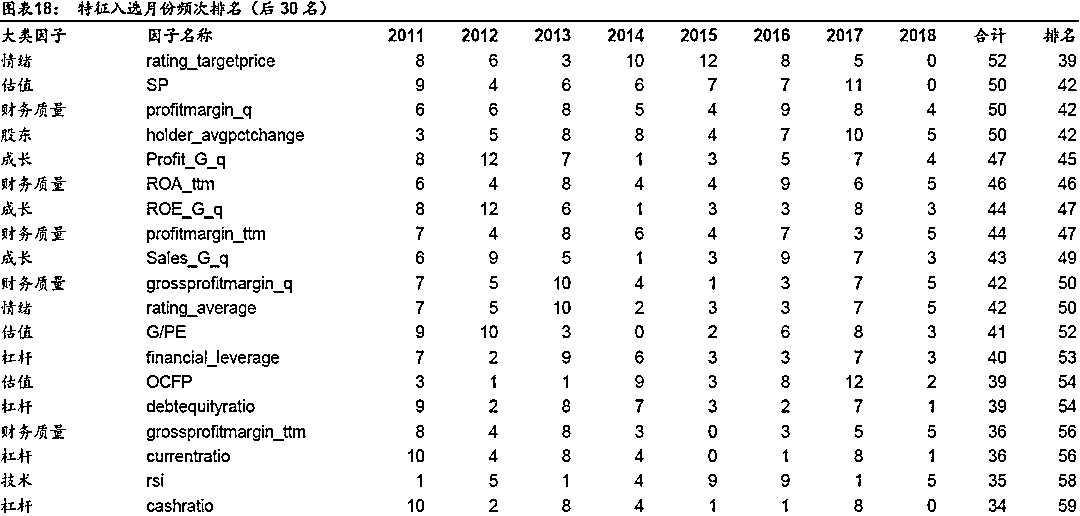 图表18： 特征入选月份频次排名（后30名）
大类因子 因子名称 2011 2012 2013 2014 2015 2016 2017 2018 合计 排名
情绪 rating_targetprice 8 6 3 10 12 8 5 0 52 39
估值 SP 9 4 6 6 7 7 11 0 50 42
财务质量 profitmargin_q 6 6 8 5 4 9 8 4 50 42
股东 holder_avgpctchange 3 5 8 8 4 7 10 5 50 42
成长 Profit_G_q 8 12 7 1 3 5 7 4 47 45
财务质量 ROA_ttm 6 4 8 4 4 9 6 5 46 46
成长 ROE_G_q 8 12 6 1 3 3 8 3 44 47
财务质量 profitmargin_ttm 7 4 8 6 4 7 3 5 44 47
成长 Sales_G_q 6 9 5 1 3 9 7 3 43 49
财务质量 grossprofitmargin_q 7 5 10 4 1 3 7 5 42 50
情绪 rating_average 7 5 10 2 3 3 7 5 42 50
估值 G/PE 9 10 3 0 2 6 8 3 41 52
杠杆 financial_leverage 7 2 9 6 3 3 7 3 40 53
估值 OCFP 3 1 1 9 3 8 12 2 39 54
杠杆 debtequityratio 9 2 8 7 3 2 7 1 39 54
财务质量 grossprofitmargin_ttm 8 4 8 3 0 3 5 5 36 56
杠杆 currentratio 10 4 8 4 0 1 8 1 36 56
技术 rsi 1 5 1 4 9 9 1 5 35 58
杠杆 cashratio 10 2 8 4 1 1 8 0 34 59